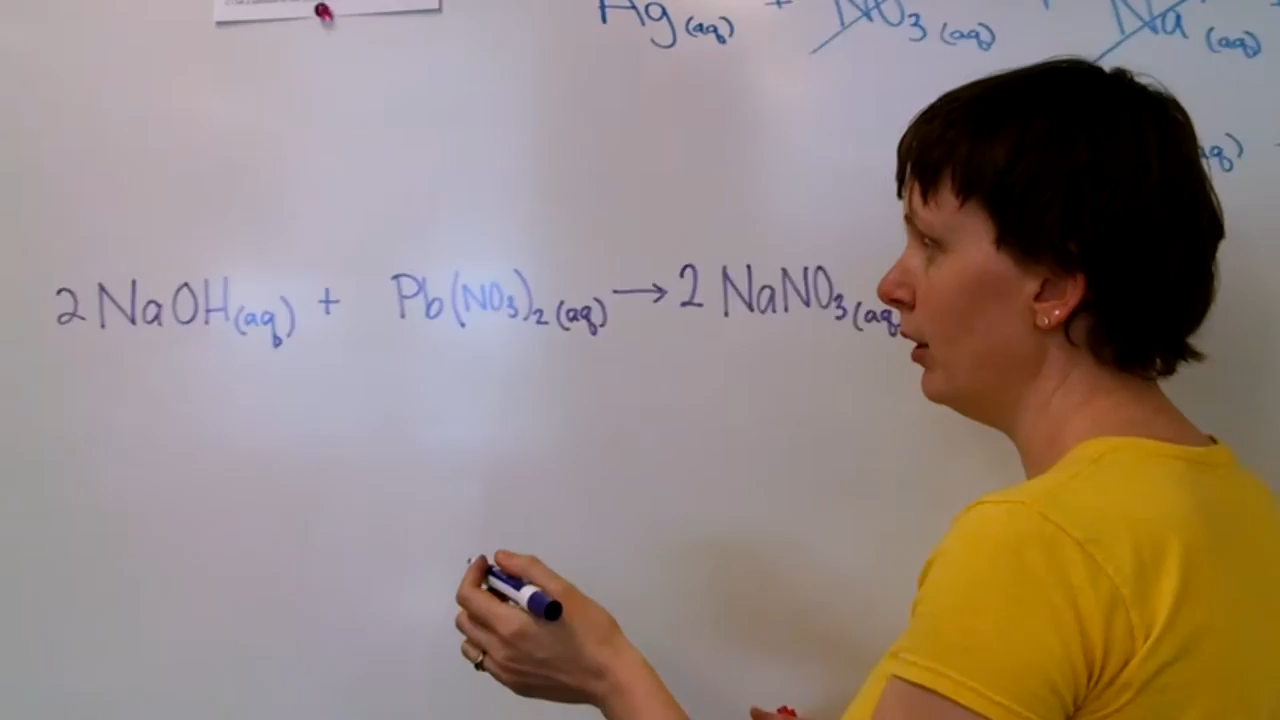 Ag (aq) + NO3 (aq) + Na (aq)
aq)
2 NaOH(aq) + Pb(NO3)2 (aq) → 2 NaNO3 (aq